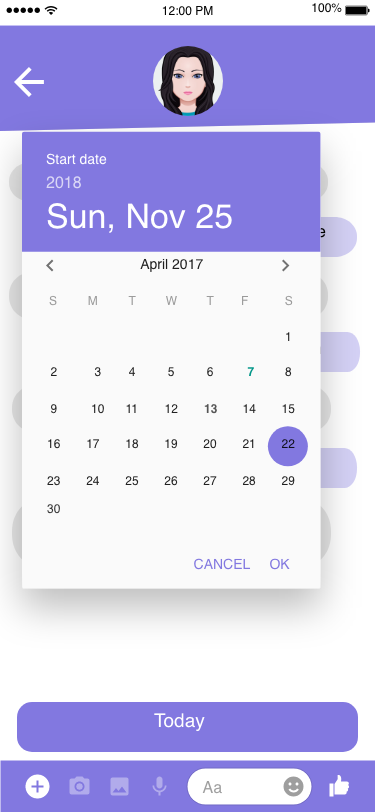 12:00 PM 100%
Start date
2018
Sun, Nov 25
e
April 2017
S M T W T F S
1
2 3 4 5 6 7 8
9 10 11 12 13 14 15
16 17 18 19 20 21 22
23 24 25 26 27 28 29
30
CANCEL OK
Today
Aa